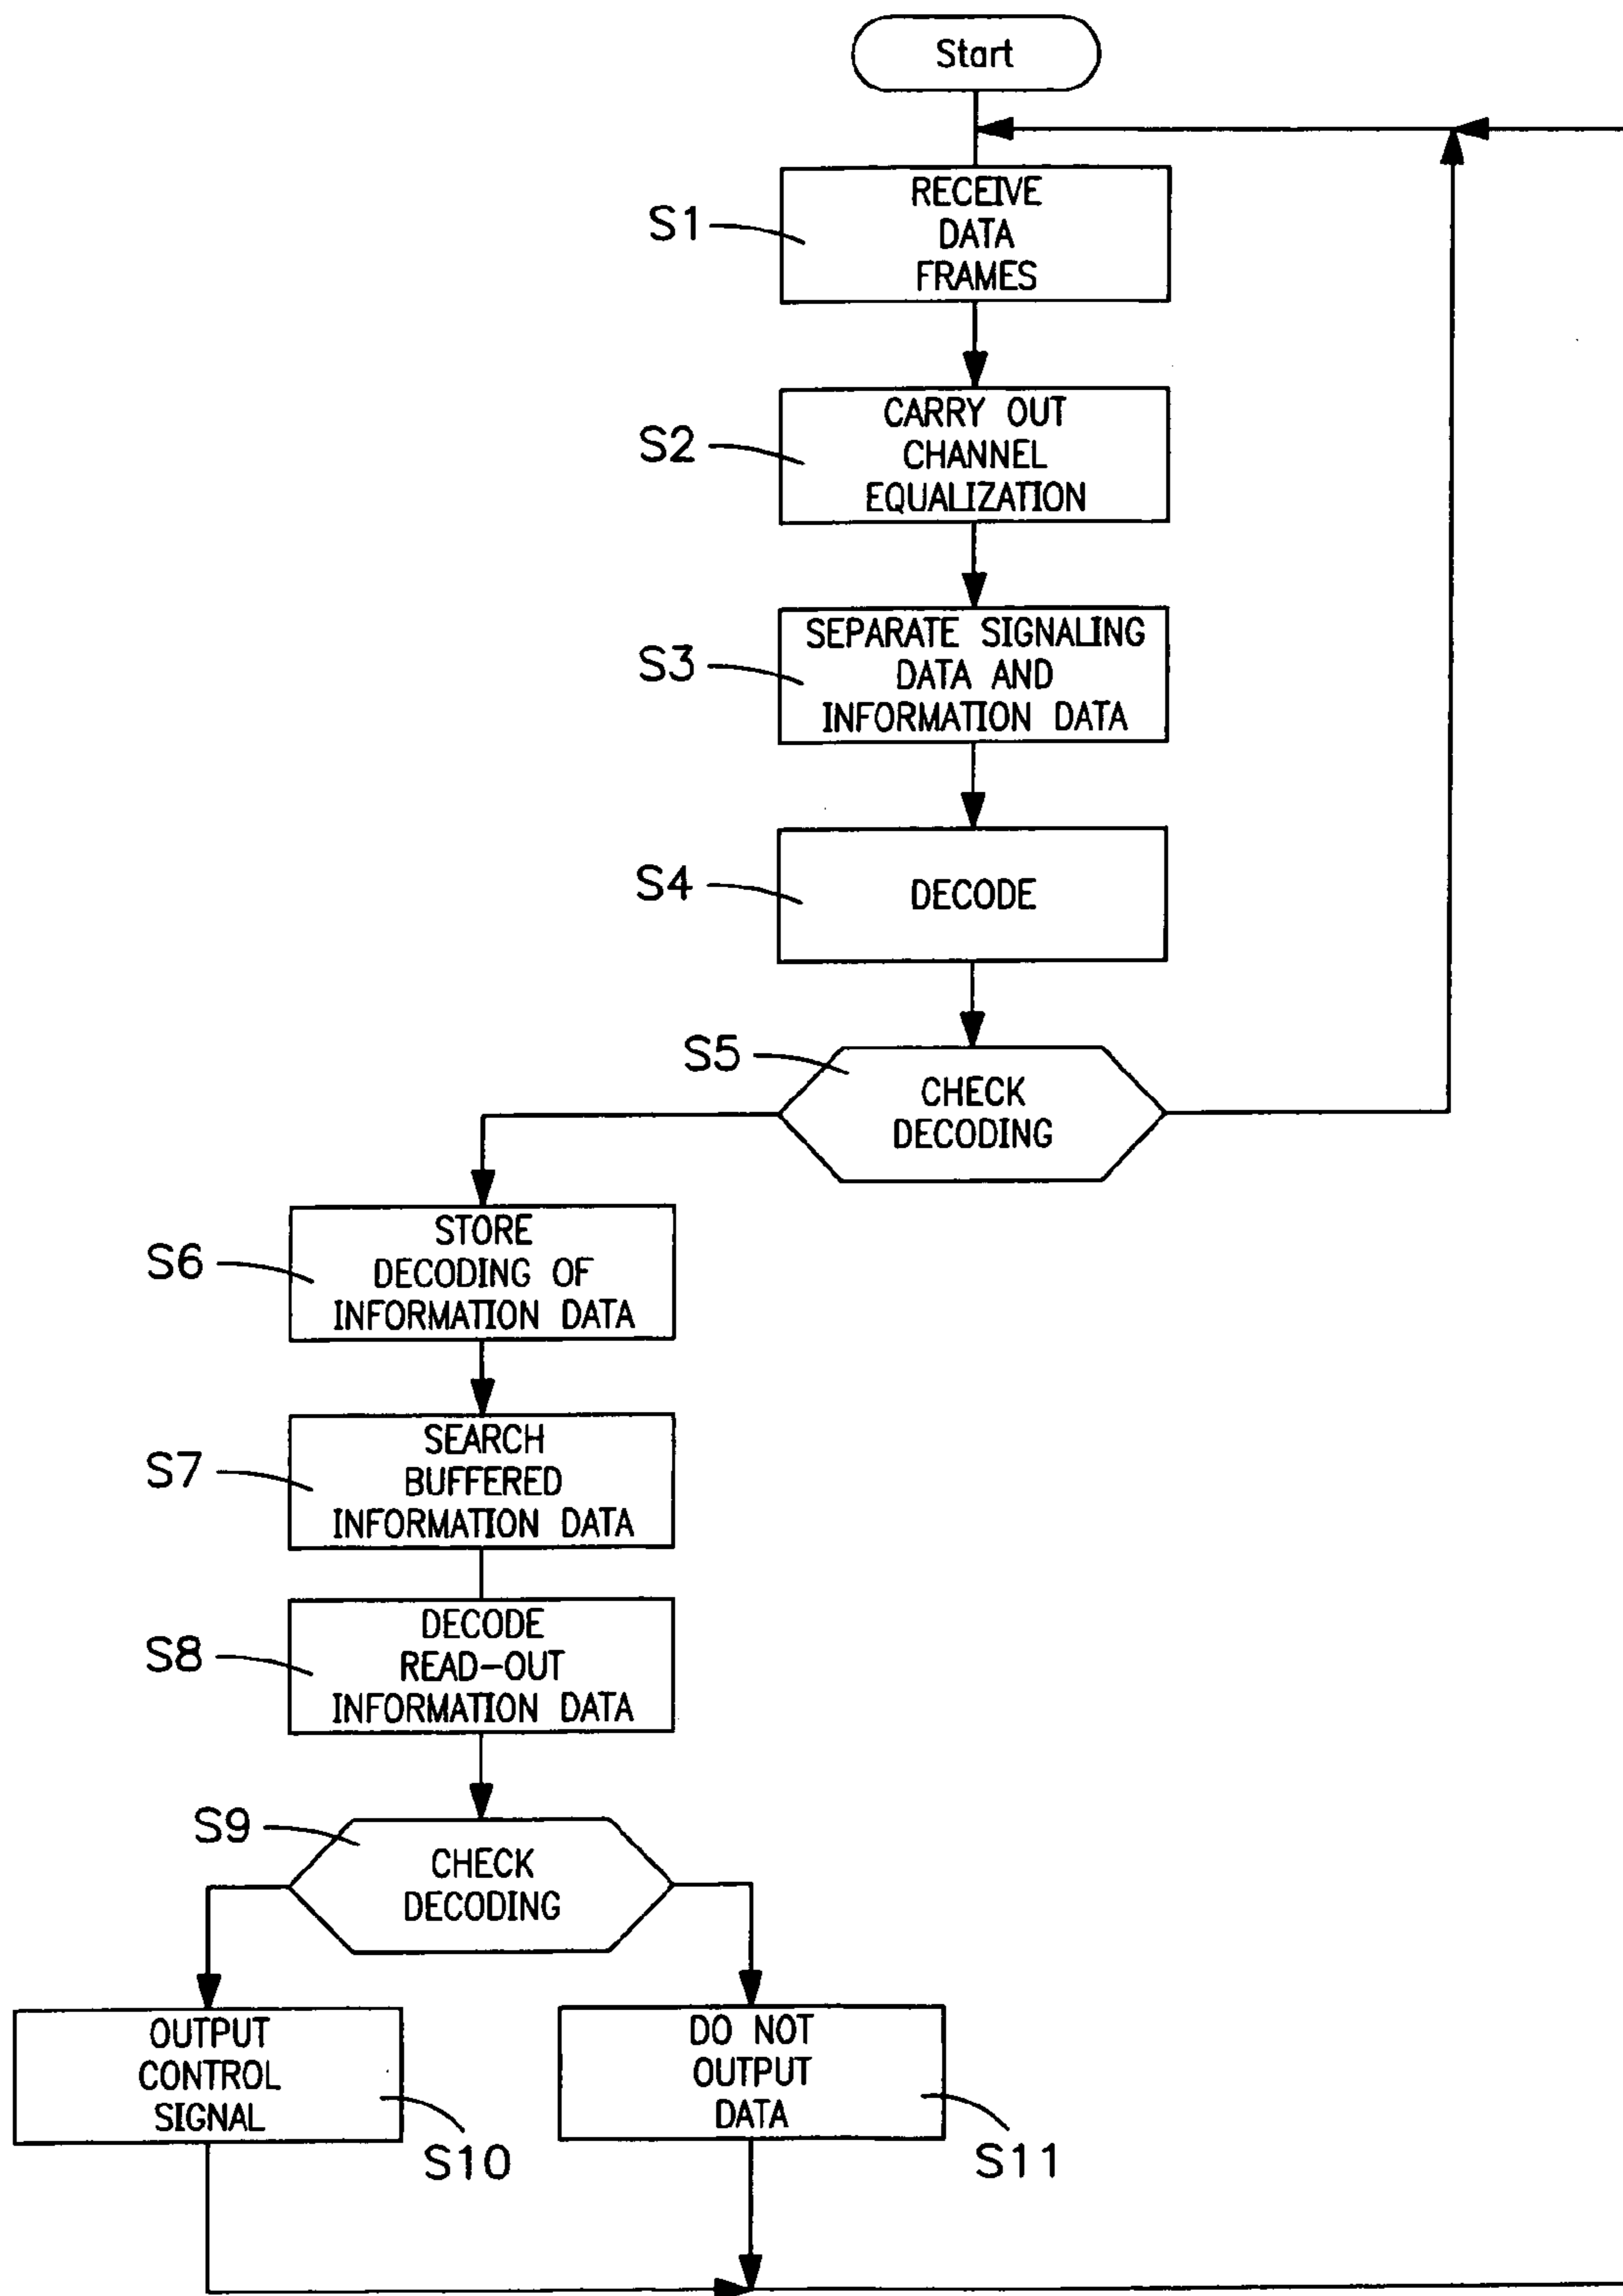 Start
S1
RECEIVE
DATA
FRAMES
S2
CARRY OUT
CHANNEL
EQUALIZATION
S3
SEPARATE SIGNALING
DATA AND
INFORMATION DATA
S4
DECODE
S5
CHECK
DECODING
S6
STORE
DECODING OF
INFORMATION DATA
S7
SEARCH
BUFFERED
INFORMATION DATA
S8
DECODE
READ-OUT
INFORMATION DATA
S9
CHECK
DECODING
OUTPUT
CONTROL
SIGNAL
S10
DO NOT
OUTPUT
DATA
S11